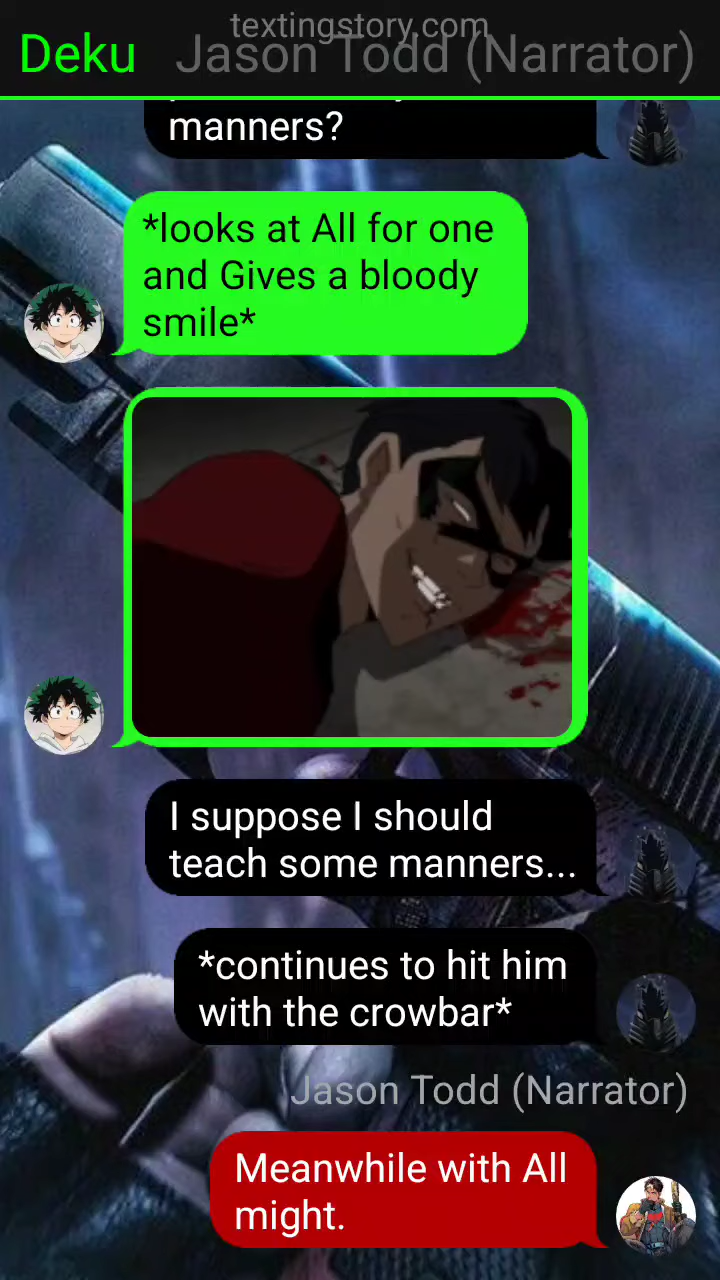 textingstory.com
Deku Jason Todd (Narrator)
manners?
*looks at All for one
and Gives a bloody
smile*
I suppose I should
teach some manners...
*continues to hit him
with the crowbar*
Jason Todd (Narrator)
Meanwhile with All
might.